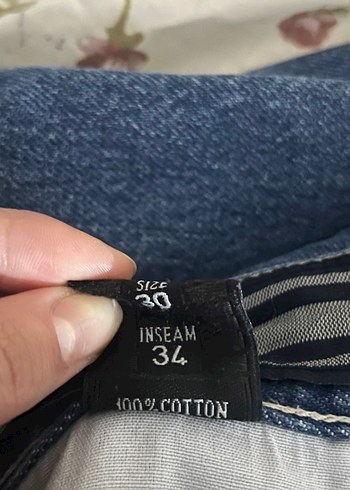 SIZE
30
INSEAM
34
100% COTTON